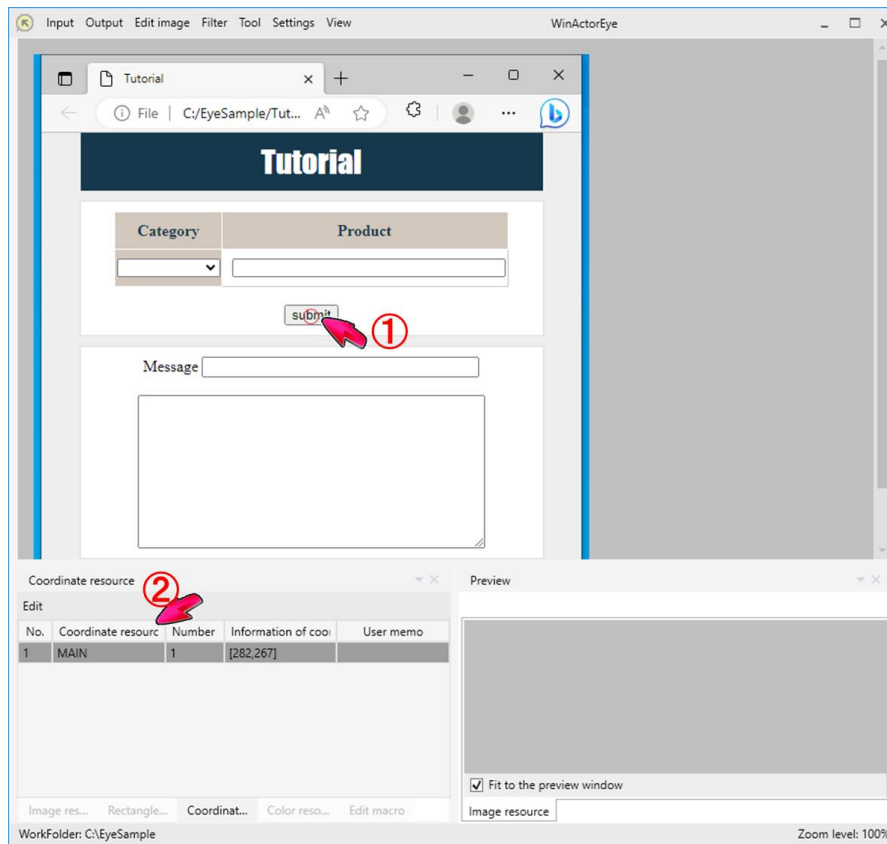 Input Output Edit image Filter Tool Settings View WinActorEye
Tutorial
File C:/EyeSample/Tut...
Tutorial
Category Product
submit
①
Message
Coordinate resource
②
Preview
Edit
No. Coordinate resourc Number Information of coo User memo
1 MAIN 1 [282,267]
Fit to the preview window
Image res... Rectangle... Coordinat... Color reso... Edit macro
Image resource
WorkFolder: C:\EyeSample Zoom level: 100%